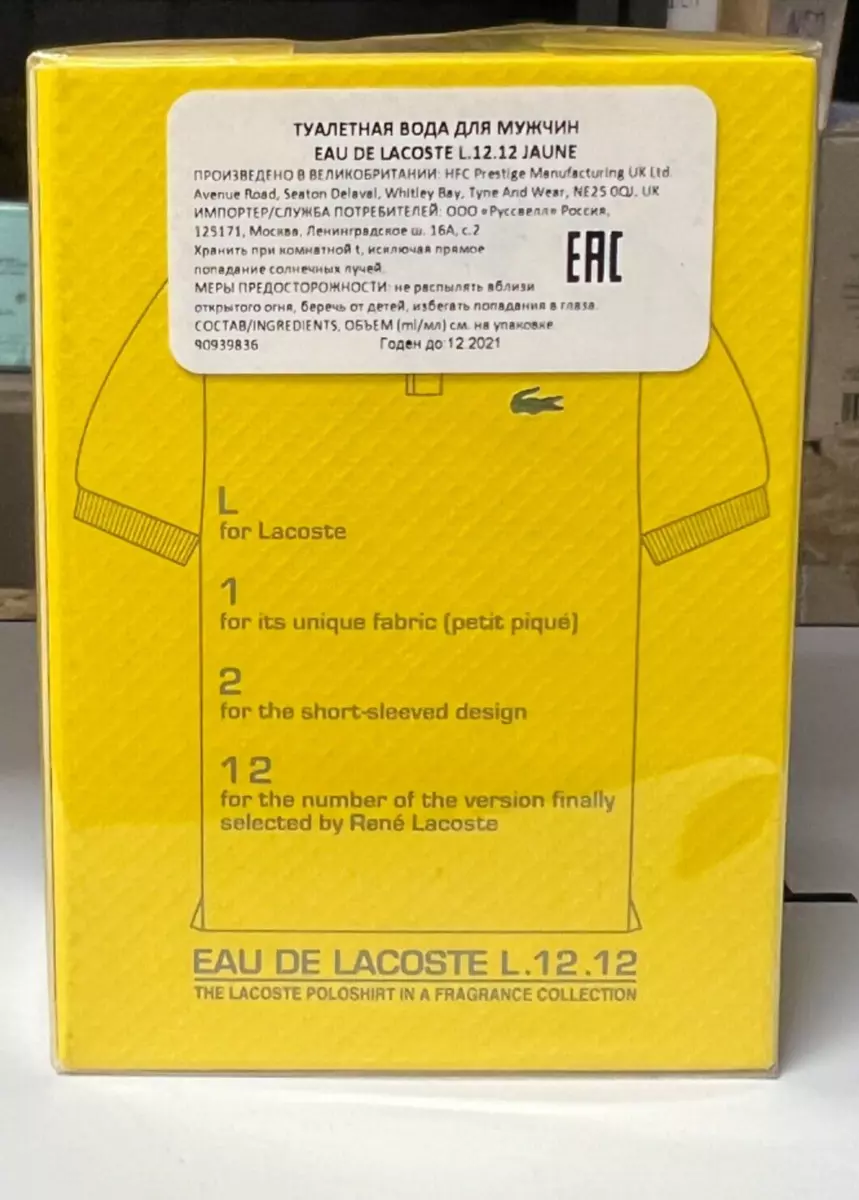 ТУАЛЕТНАЯ ВОДА ДЛЯ МУЖЧИН
EAU DE LACOSTE L.12.12 JAUNE
ПРОИЗВЕДЕНО В ВЕЛИКОБРИТАНИИ: HFC Prestige Manufacturing UK Ltd.
Avenue Road, Seaton Delaval, Whitley Bay, Tyne And Wear, NE25 0QJ. UK
ИМПОРТЕР/СЛУЖБА ПОТРЕБИТЕЛЕЙ: ООО «Руссвелл» Россия,
125171, Москва, Ленинградское ш. 16А, с.2
Хранить при комнатной t, исключая прямое
попадание солнечных лучей.
EAC
МЕРЫ ПРЕДОСТОРОЖНОСТИ: не распылять вблизи
открытого огня, беречь от детей, избегать попадания в глаза.
СОСТАВ/INGREDIENTS, ОБЪЕМ (ml/мл) см. на упаковке
90939836 Годен до:12.2021
L
for Lacoste
1
for its unique fabric (petit piqué)
2
for the short-sleeved design
12
for the number of the version finally
selected by René Lacoste
EAU DE LACOSTE L.12.12
THE LACOSTE POLOSHIRT IN A FRAGRANCE COLLECTION